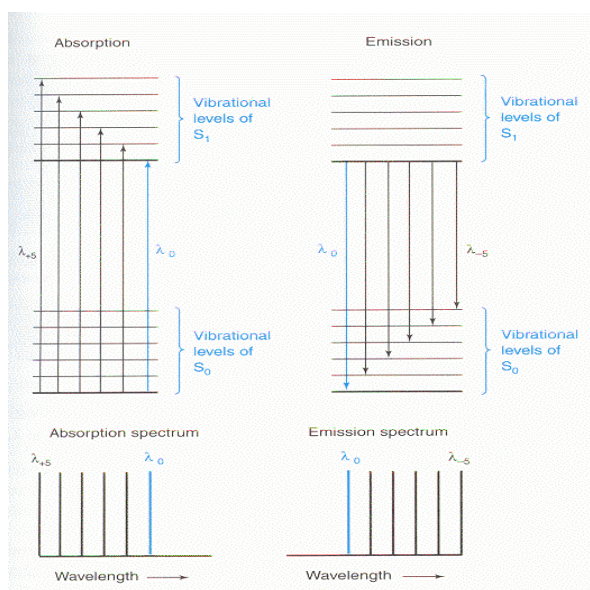 Absorption
Emission
Vibrational
levels of
S₁
Vibrational
levels of
S₁
λ₊₅
λ₀
λ₀
λ₋₅
Vibrational
levels of
S₀
Vibrational
levels of
S₀
Absorption spectrum
Emission spectrum
λ₊₅
λ₀
λ₀
λ₋₅
Wavelength
Wavelength